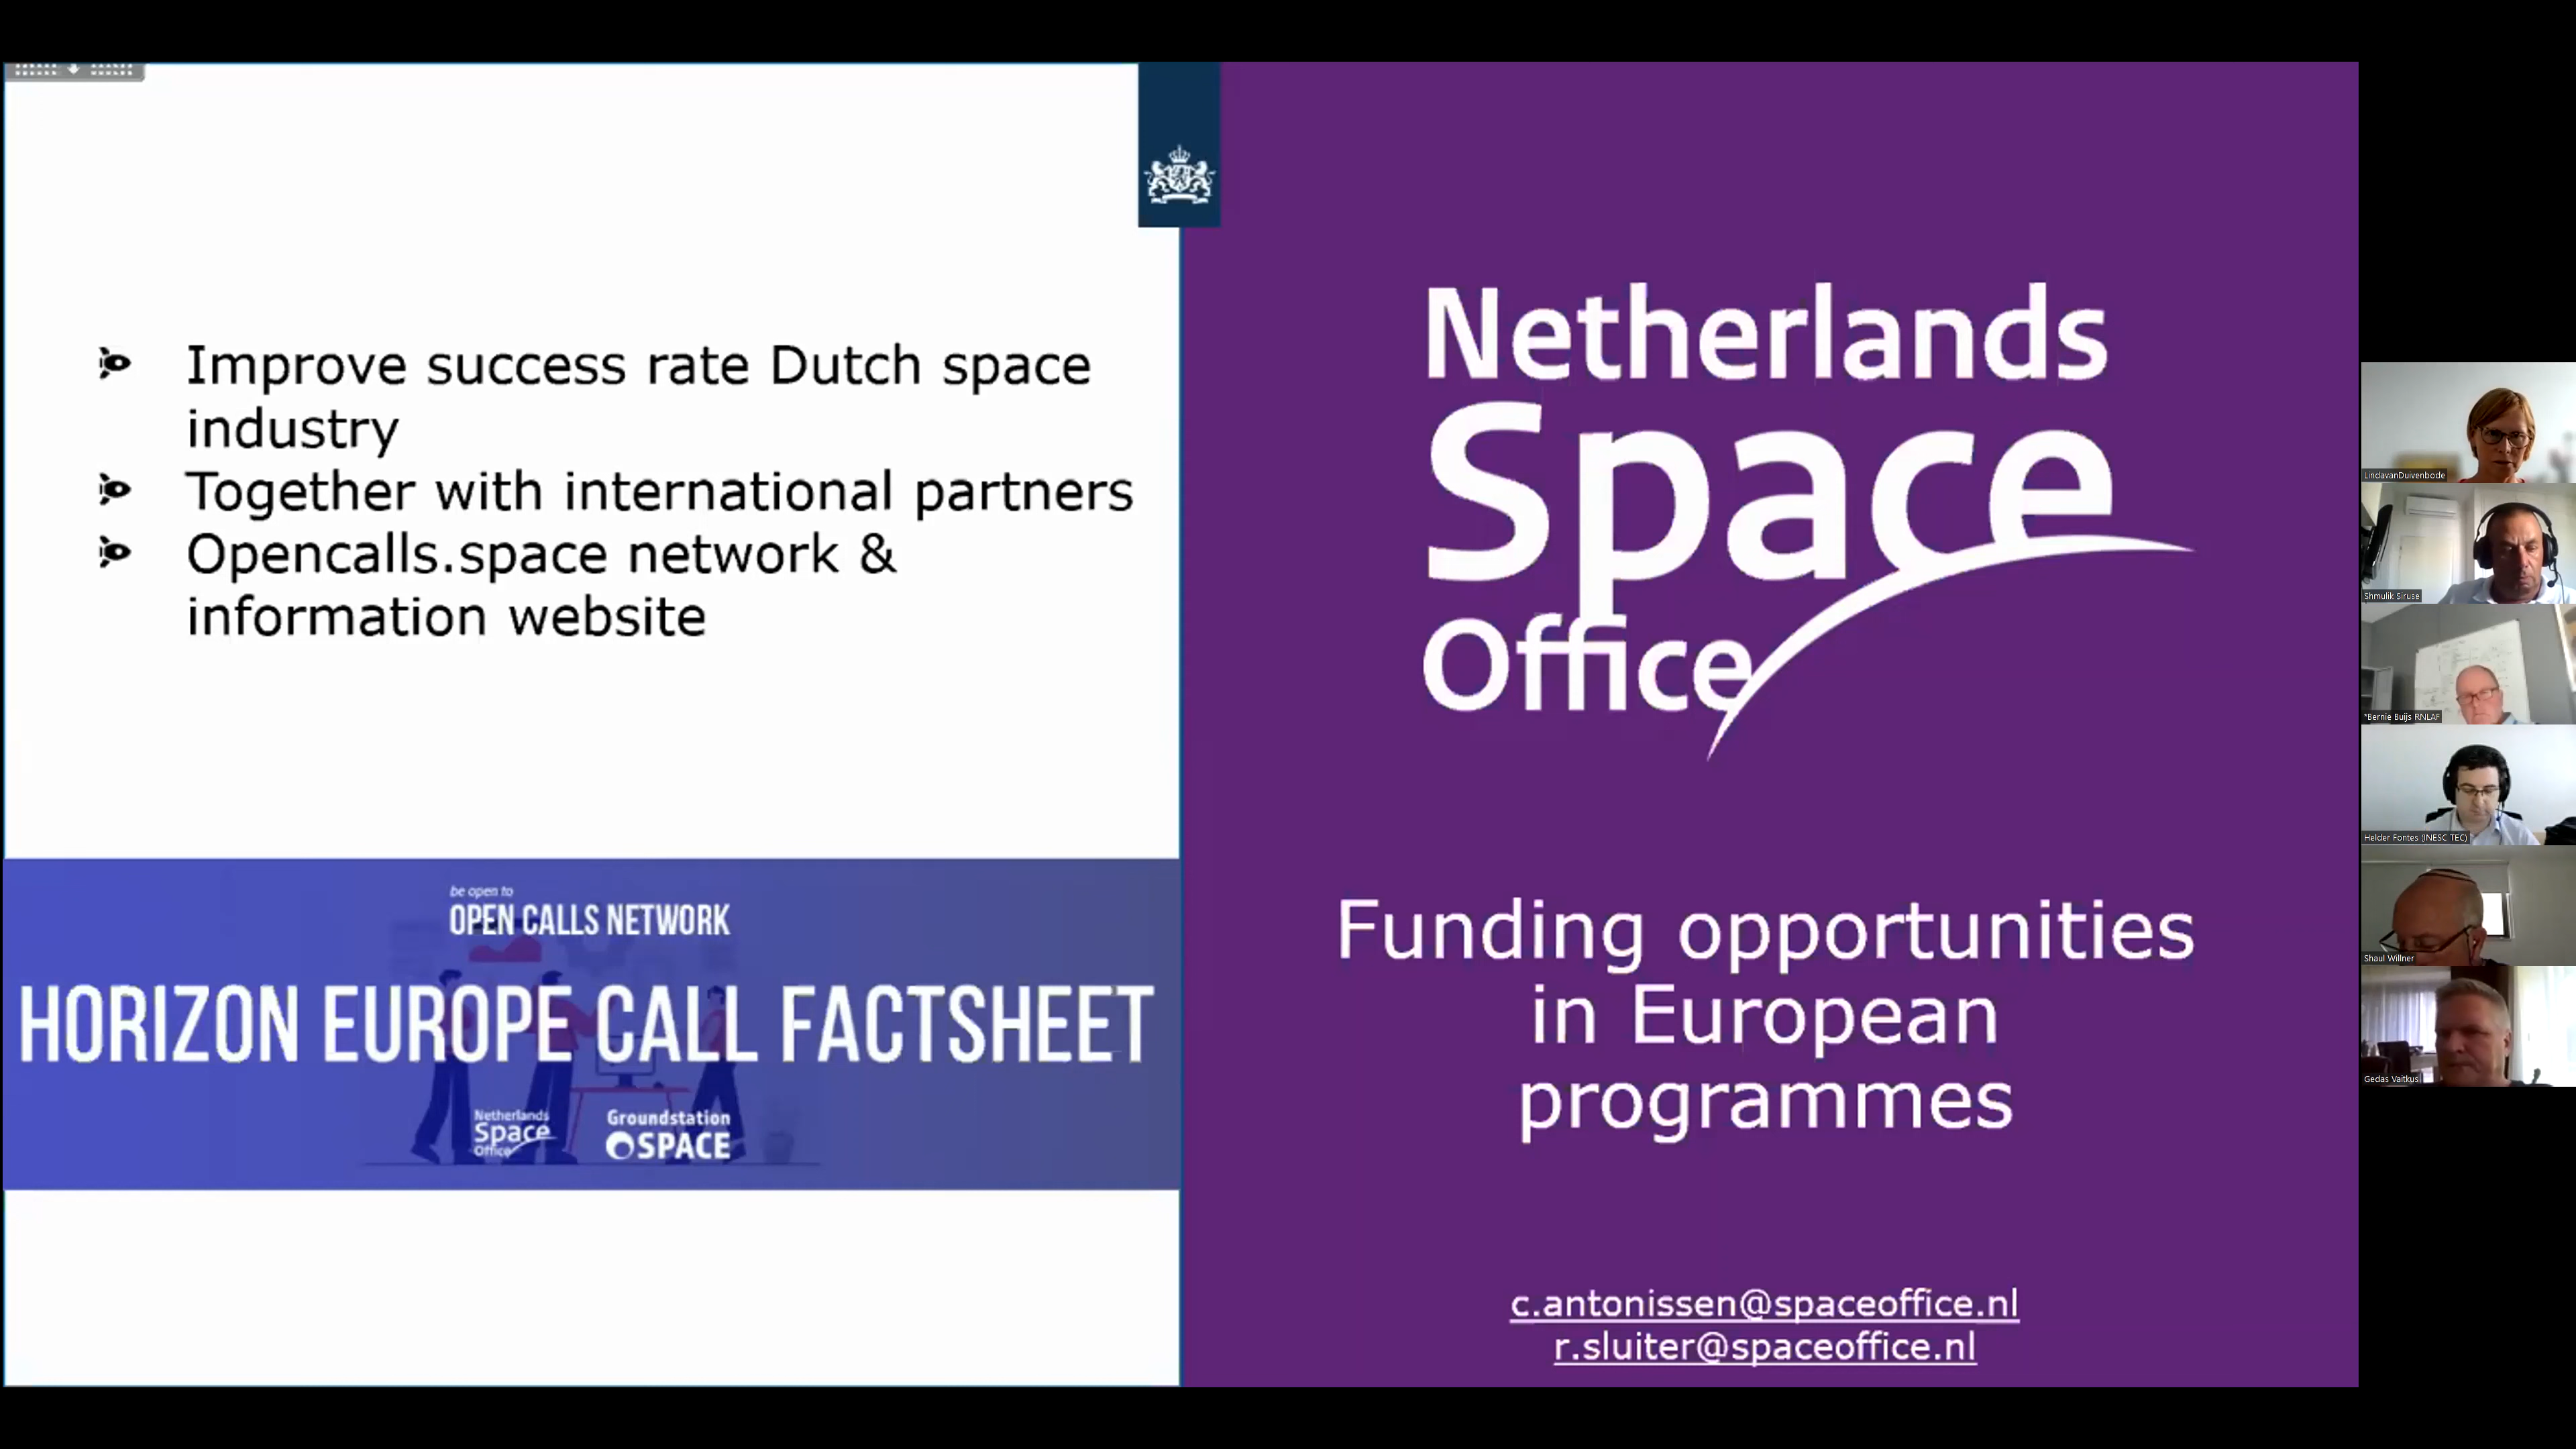 Improve success rate Dutch space
industry
Together with international partners
Opencalls.space network &
information website
be open to
OPEN CALLS NETWORK
HORIZON EUROPE CALL FACTSHEET
Netherlands
Space
Office
Groundstation
SPACE
Netherlands
Space
Office
Funding opportunities
in European
programmes
c.antonissen@spaceoffice.nl
r.sluiter@spaceoffice.nl
LindavanDuivenbode
Shmulik Siruse
*Bernie Buijs RNLAF
Helder Fontes (INESC TEC)
Shaul Willner
Gedas Vaitkus